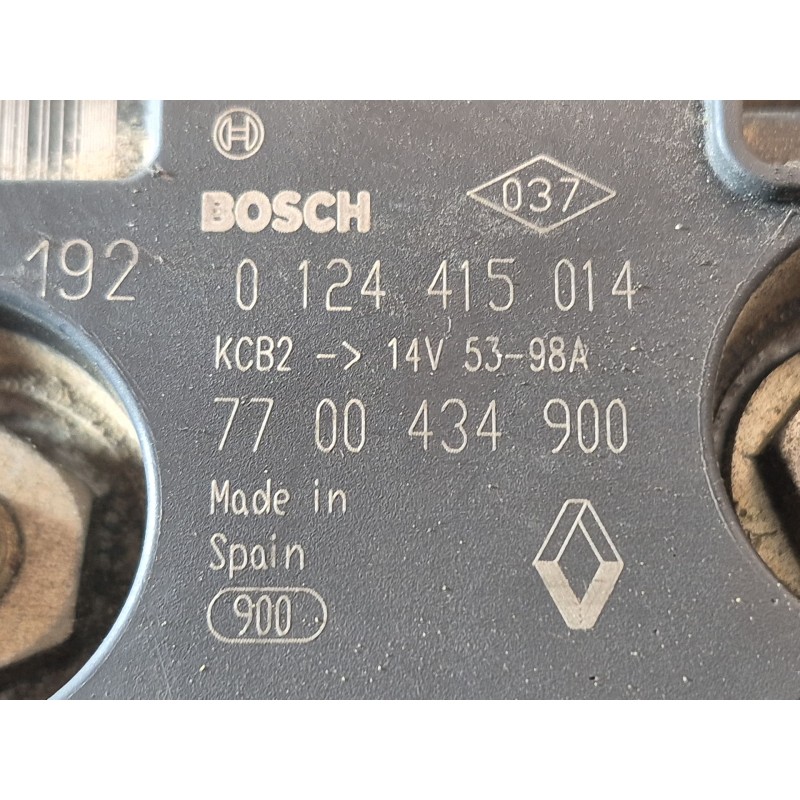 BOSCH
037
192 0 124 415 014
KCB2 -> 14V 53-98A
77 00 434 900
Made in
Spain
900